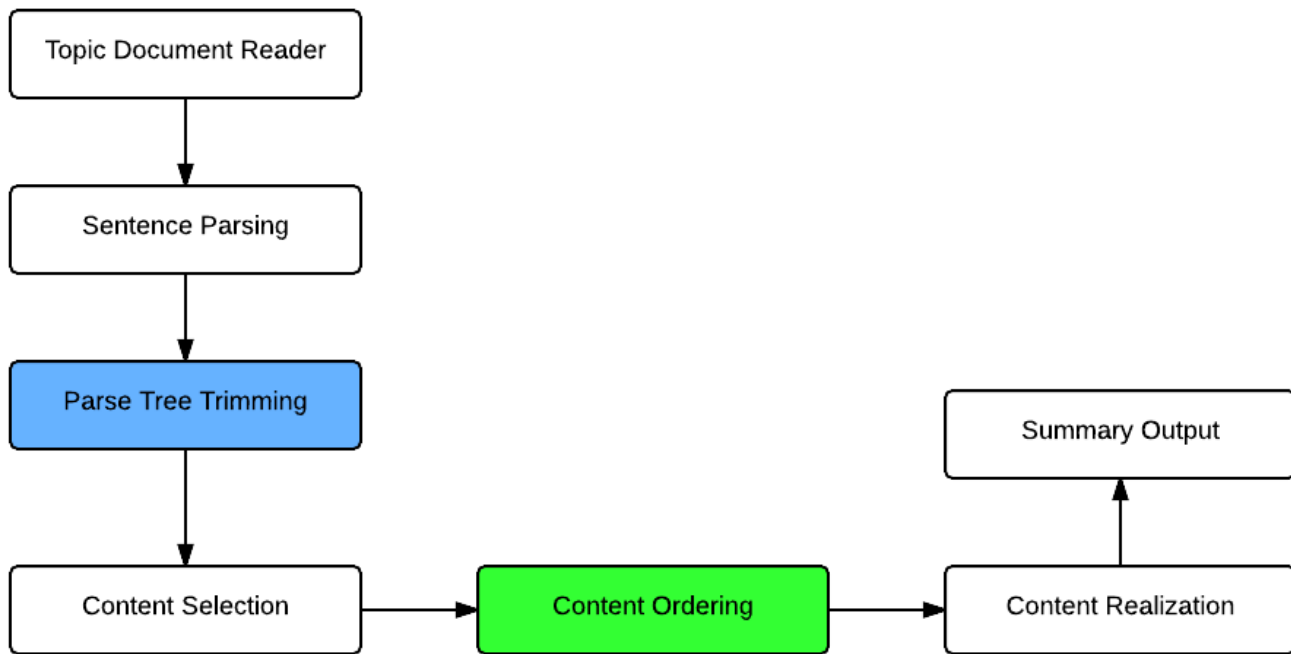 Topic Document Reader
Sentence Parsing
Parse Tree Trimming
Content Selection
Content Ordering
Content Realization
Summary Output